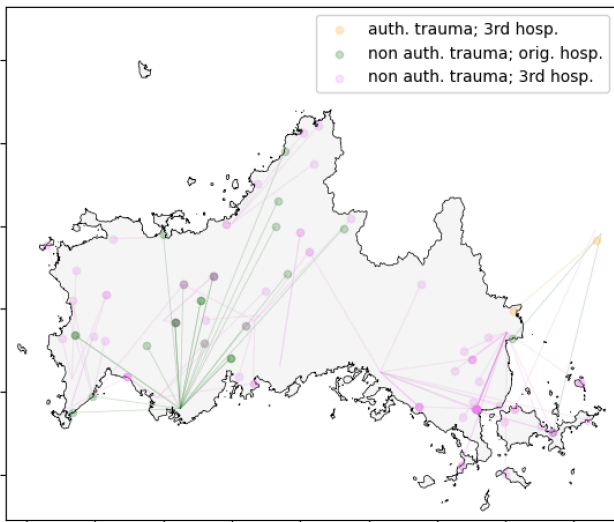 auth. trauma; 3rd hosp.
non auth. trauma; orig. hosp.
non auth. trauma; 3rd hosp.